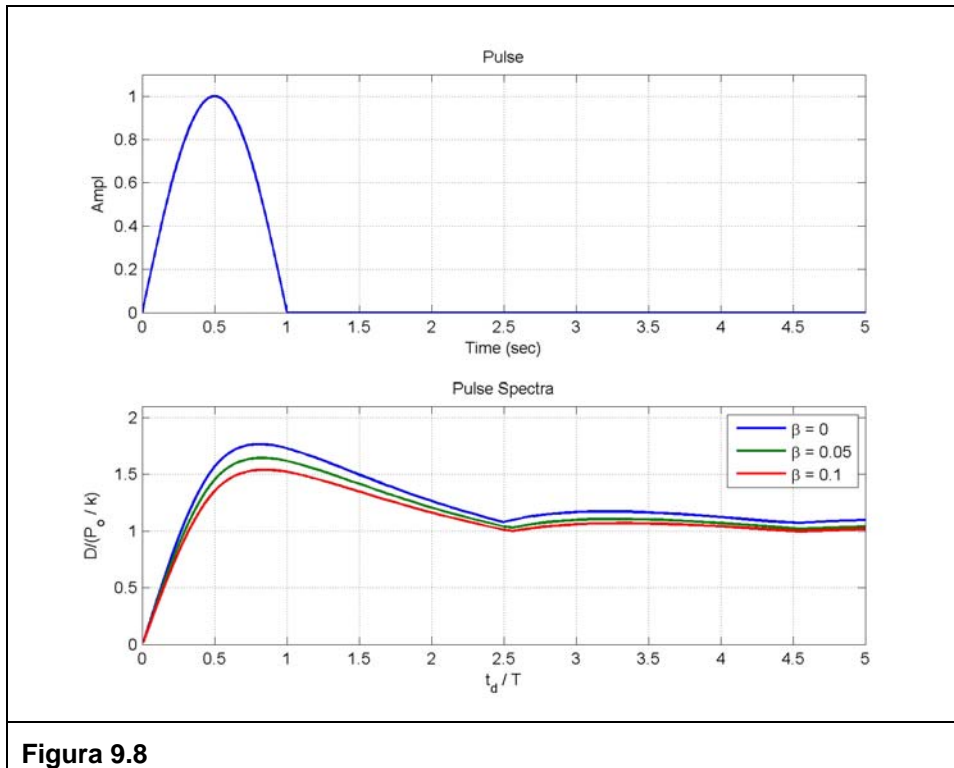 Pulse
1
0.8
0.6
0.4
0.2
0
Ampl
0 0.5 1 1.5 2 2.5 3 3.5 4 4.5 5
Time (sec)
Pulse Spectra
2
1.5
1
0.5
0
D/(P_o / k)
β = 0
β = 0.05
β = 0.1
0 0.5 1 1.5 2 2.5 3 3.5 4 4.5 5
t_d / T
Figura 9.8